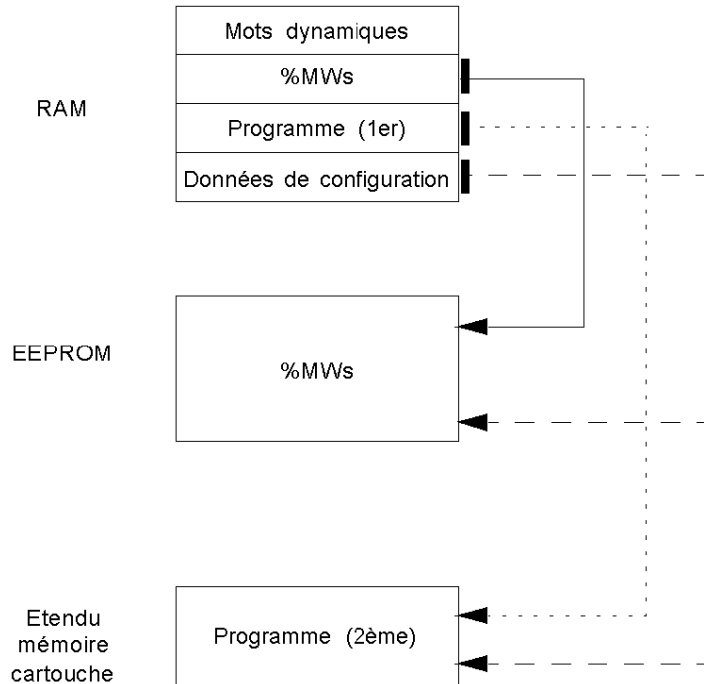 Mots dynamiques
%MWs
RAM
Programme (1er)
Données de configuration
EEPROM
%MWs
Etendu
mémoire
cartouche
Programme (2ème)